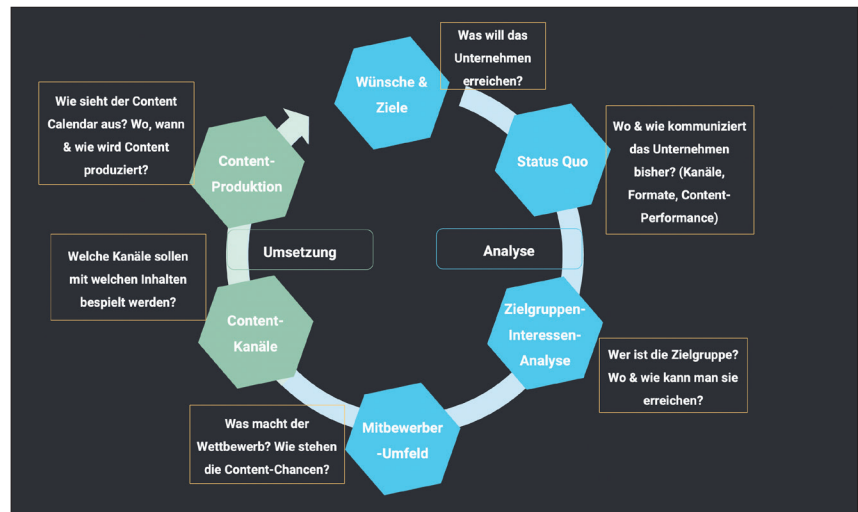 Was will das
Unternehmen
erreichen?
Wünsche &
Ziele
Wo & wie kommuniziert
das Unternehmen
bisher? (Kanäle,
Formate, Content-
Performance)
Status Quo
Analyse
Zielgruppen-
Interessen-
Analyse
Wer ist die Zielgruppe?
Wo & wie kann man sie
erreichen?
Mitbewerber
-Umfeld
Was macht der
Wettbewerb? Wie stehen
die Content-Chancen?
Content-
Kanäle
Welche Kanäle sollen
mit welchen Inhalten
bespielt werden?
Umsetzung
Content-
Produktion
Wie sieht der Content
Calendar aus? Wo, wann
& wie wird Content
produziert?